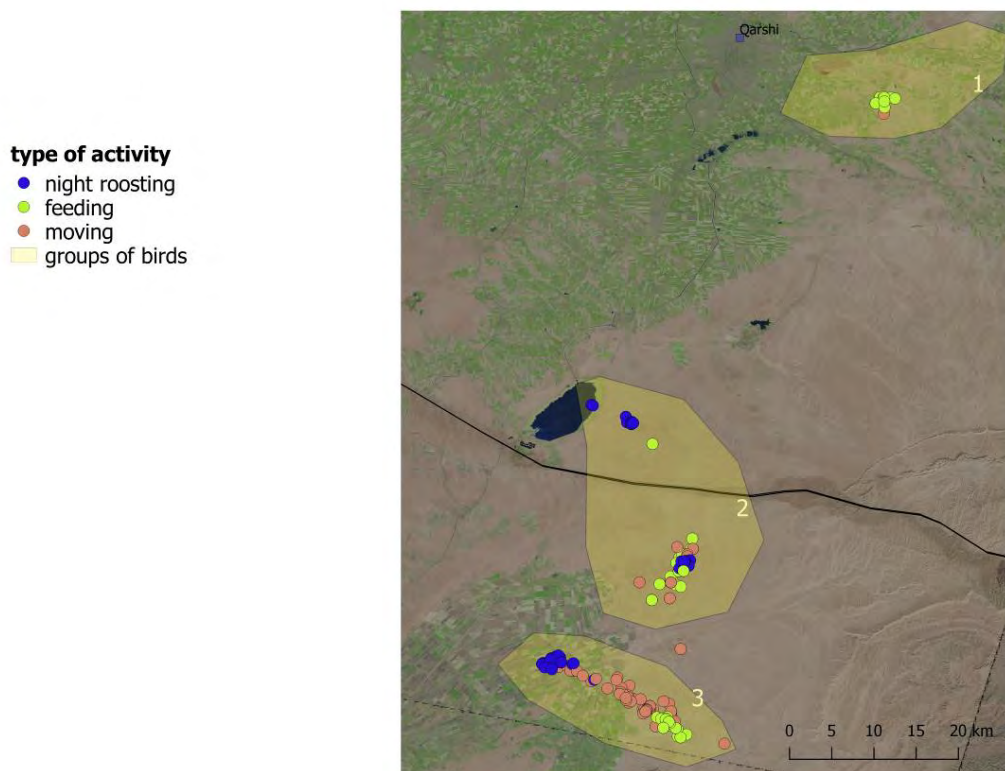 type of activity
night roosting
feeding
moving
groups of birds
Qarshi
1
2
3
0 5 10 15 20 km